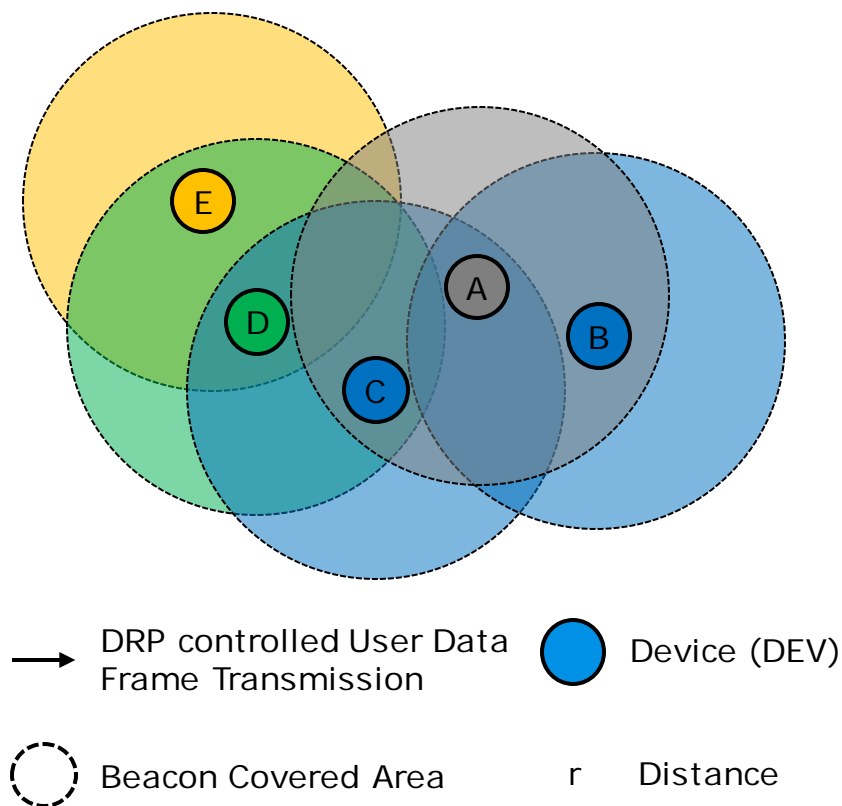 E
A
D
B
C
DRP controlled User Data
Frame Transmission
Device (DEV)
Beacon Covered Area
r Distance